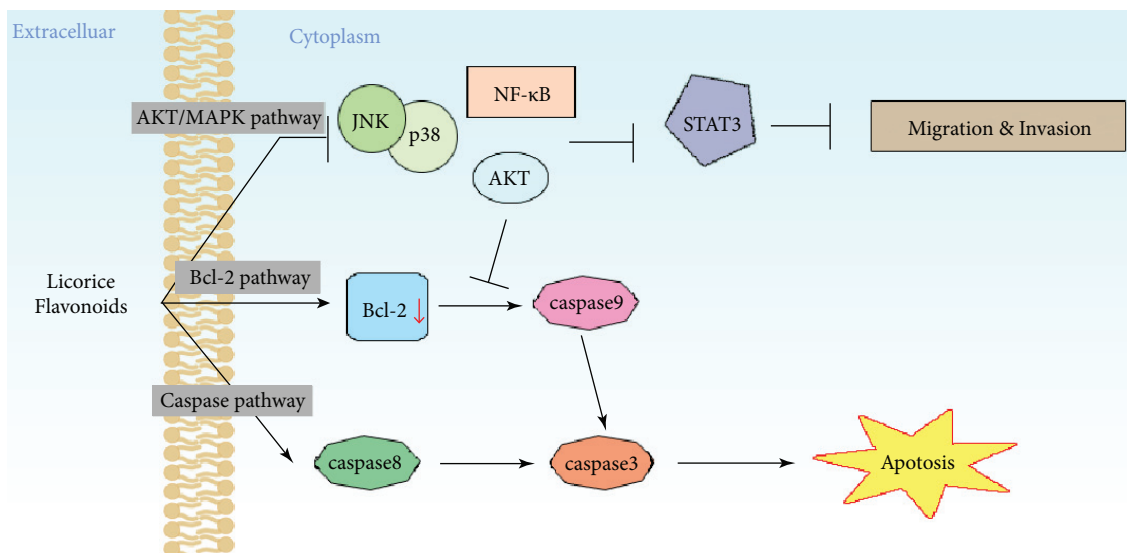 Extracelluar
Cytoplasm
AKT/MAPK pathway
JNK
p38
NF-κB
AKT
STAT3
Migration & Invasion
Licorice
Flavonoids
Bcl-2 pathway
Bcl-2 ↓
caspase9
Caspase pathway
caspase8
caspase3
Apotosis